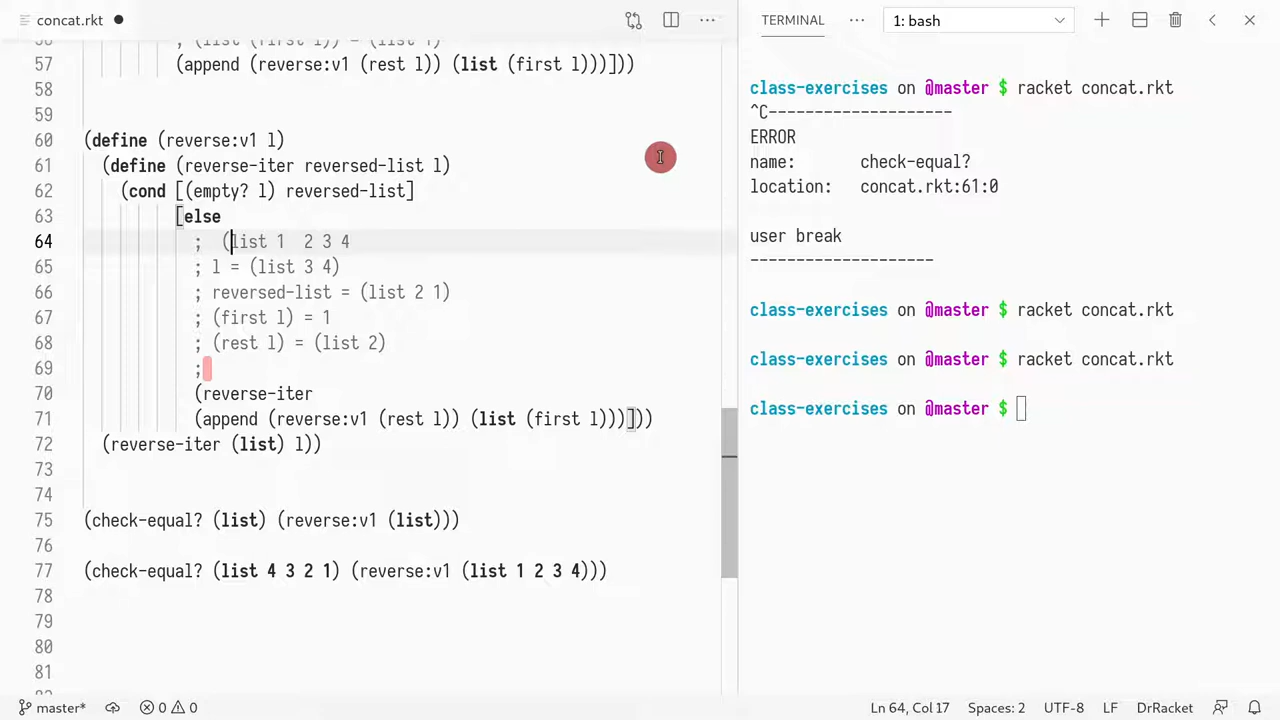 concat.rkt ●
TERMINAL ··· 1: bash
56 ; (list (first l)) = (list 1)
57 (append (reverse:v1 (rest l)) (list (first l)))]))
58
59
60 (define (reverse:v1 l)
61 (define (reverse-iter reversed-list l)
62 (cond [(empty? l) reversed-list]
63 [else
64 ;  (list 1  2 3 4
65 ; l = (list 3 4)
66 ; reversed-list = (list 2 1)
67 ; (first l) = 1
68 ; (rest l) = (list 2)
69 ;
70 (reverse-iter
71 (append (reverse:v1 (rest l)) (list (first l)))]))
72 (reverse-iter (list) l))
73
74
75 (check-equal? (list) (reverse:v1 (list)))
76
77 (check-equal? (list 4 3 2 1) (reverse:v1 (list 1 2 3 4)))
78
79
80
81
class-exercises on @master $ racket concat.rkt
^C--------------------
ERROR
name:       check-equal?
location:   concat.rkt:61:0
user break
--------------------
class-exercises on @master $ racket concat.rkt
class-exercises on @master $ racket concat.rkt
class-exercises on @master $
master* 0 0 Ln 64, Col 17 Spaces: 2 UTF-8 LF DrRacket